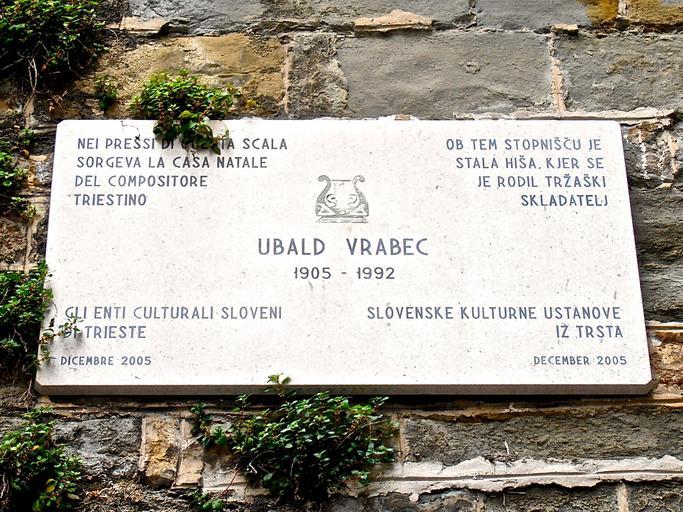 NEI PRESSI DI QUESTA SCALA
SORGEVA LA CASA NATALE
DEL COMPOSITORE
TRIESTINO
OB TEM STOPNIŠČU JE
STALA HIŠA, KJER SE
JE RODIL TRŽAŠKI
SKLADATELJ
UBALD VRABEC
1905 - 1992
GLI ENTI CULTURALI SLOVENI
DI TRIESTE
DICEMBRE 2005
SLOVENSKE KULTURNE USTANOVE
IŽ TRSTA
DECEMBER 2005